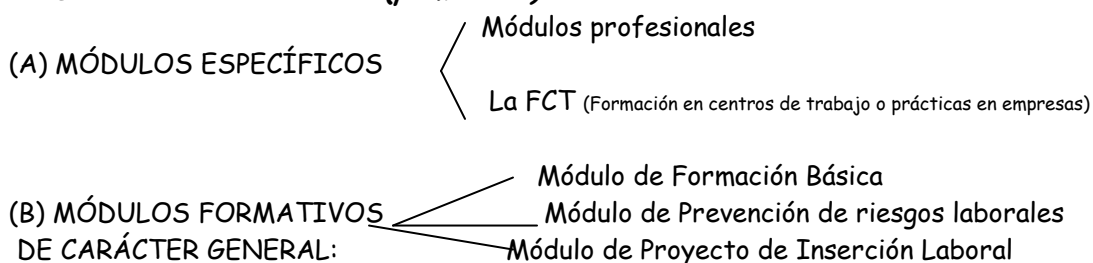 Módulos profesionales
(A) MÓDULOS ESPECÍFICOS
La FCT (Formación en centros de trabajo o prácticas en empresas)
Módulo de Formación Básica
(B) MÓDULOS FORMATIVOS Módulo de Prevención de riesgos laborales
DE CARÁCTER GENERAL: Módulo de Proyecto de Inserción Laboral